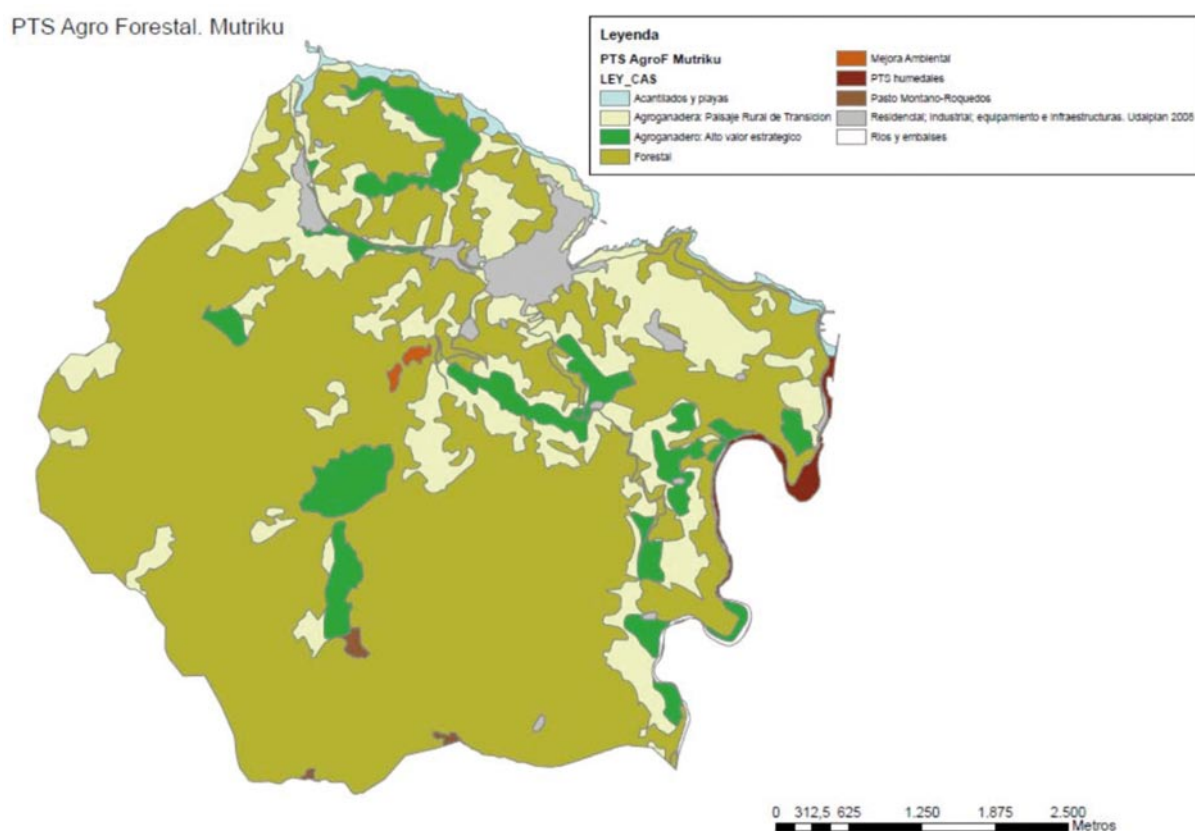 PTS Agro Forestal. Mutriku
Leyenda
PTS AgroF Mutriku
LEY_CAS
Acantilados y playas
Agroganadera: Paisaje Rural de Transicion
Agroganadero: Alto valor estrategico
Forestal
Mejora Ambiental
PTS humedales
Pasto Montano-Roquedos
Residencial; Industrial; equipamiento e Infraestructuras. Udalplan 2008
Rios y embalses
0 312,5 625 1.250 1.875 2.500
Metros